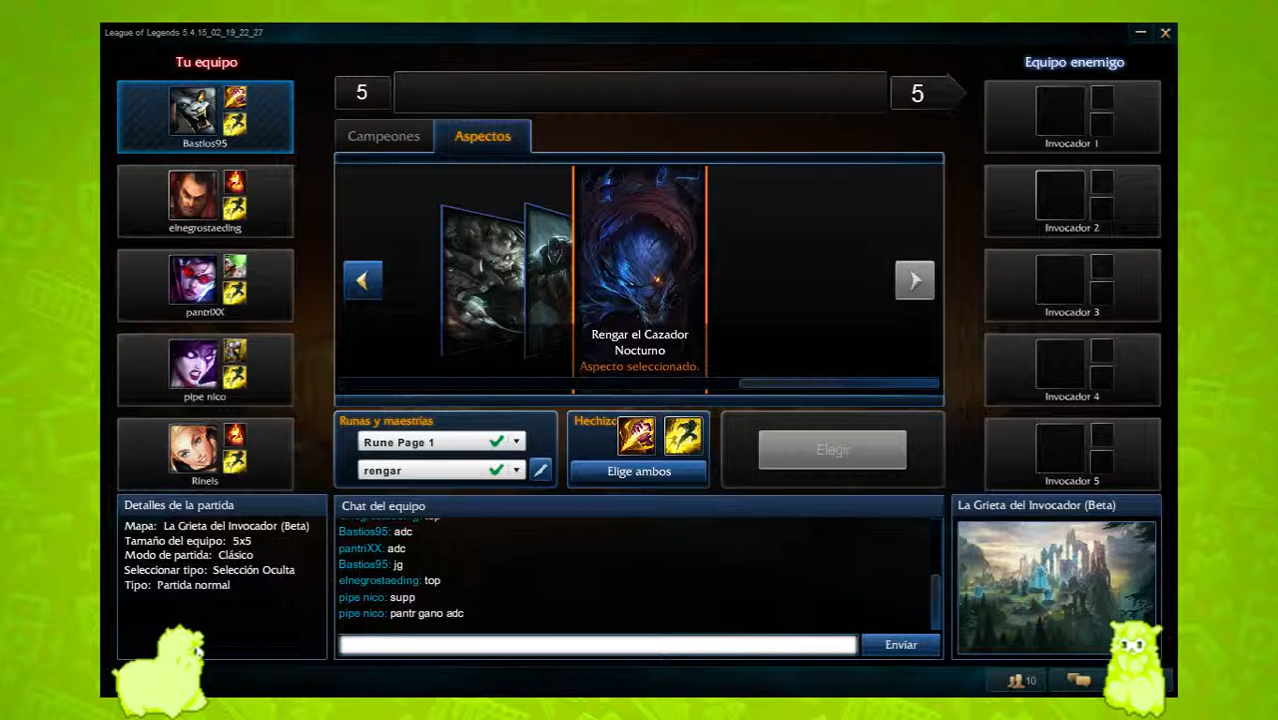 League of Legends 5.4.15_02_19_22_27
Tu equipo
Equipo enemigo
5
5
Campeones
Aspectos
Bastios95
elnegrostaeding
pantriXX
pipe nico
Rinels
Invocador 1
Invocador 2
Invocador 3
Invocador 4
Invocador 5
Rengar el Cazador
Nocturno
Aspecto seleccionado.
Runas y maestrías
Rune Page 1
rengar
Hechizo
Elige ambos
Elegir
Detalles de la partida
Mapa: La Grieta del Invocador (Beta)
Tamaño del equipo: 5x5
Modo de partida: Clásico
Seleccionar tipo: Selección Oculta
Tipo: Partida normal
Chat del equipo
elnegrostaeding: top
Bastios95: adc
pantriXX: adc
Bastios95: jg
elnegrostaeding: top
pipe nico: supp
pipe nico: pantr gano adc
Enviar
La Grieta del Invocador (Beta)
10